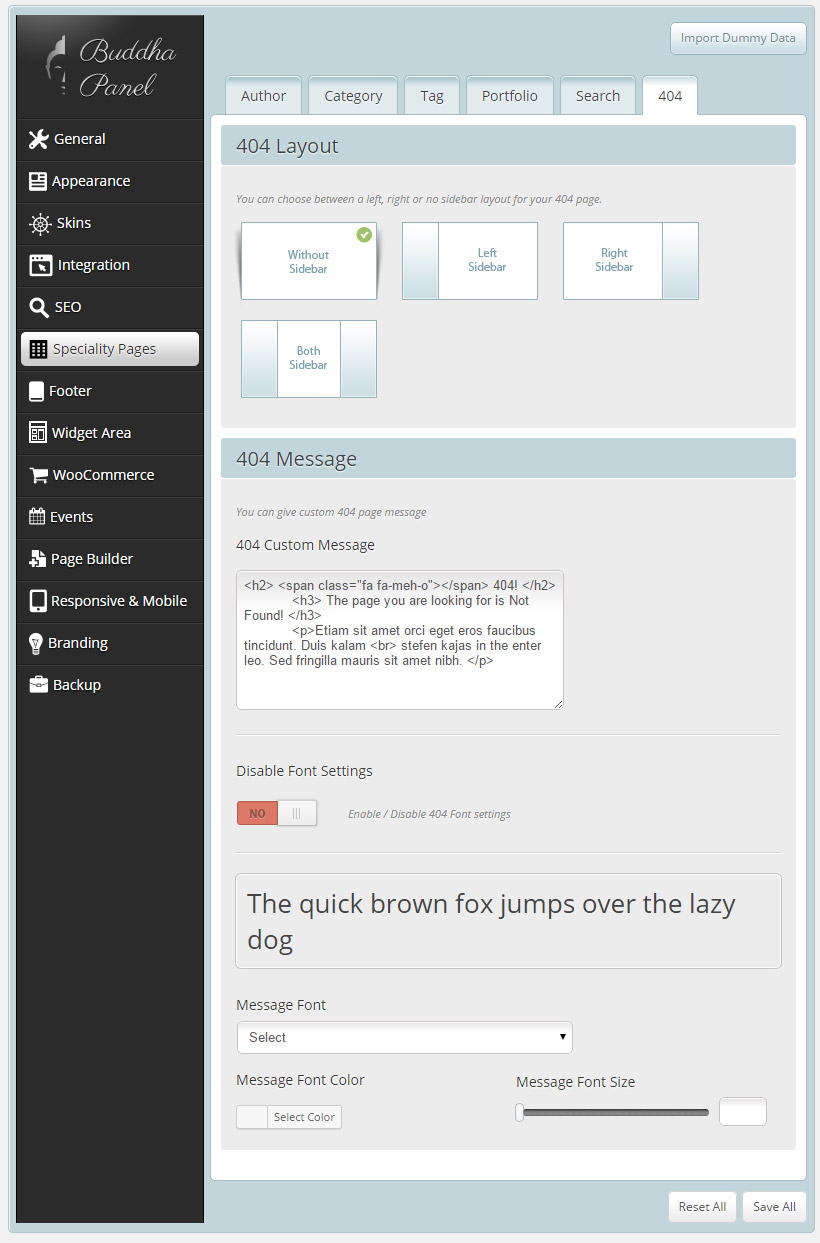 Buddha
Panel
Import Dummy Data
General
Appearance
Skins
Integration
SEO
Speciality Pages
Footer
Widget Area
WooCommerce
Events
Page Builder
Responsive & Mobile
Branding
Backup
Author Category Tag Portfolio Search 404
404 Layout
You can choose between a left, right or no sidebar layout for your 404 page.
Without
Sidebar
Left
Sidebar
Right
Sidebar
Both
Sidebar
404 Message
You can give custom 404 page message
404 Custom Message
<h2> <span class="fa fa-meh-o"></span> 404! </h2>
<h3> The page you are looking for is Not
Found! </h3>
<p>Etiam sit amet orci eget eros faucibus
tincidunt. Duis kalam <br> stefen kajas in the enter
leo. Sed fringilla mauris sit amet nibh. </p>
Disable Font Settings
NO
Enable / Disable 404 Font settings
The quick brown fox jumps over the lazy
dog
Message Font
Select
Message Font Color
Select Color
Message Font Size
Reset All
Save All